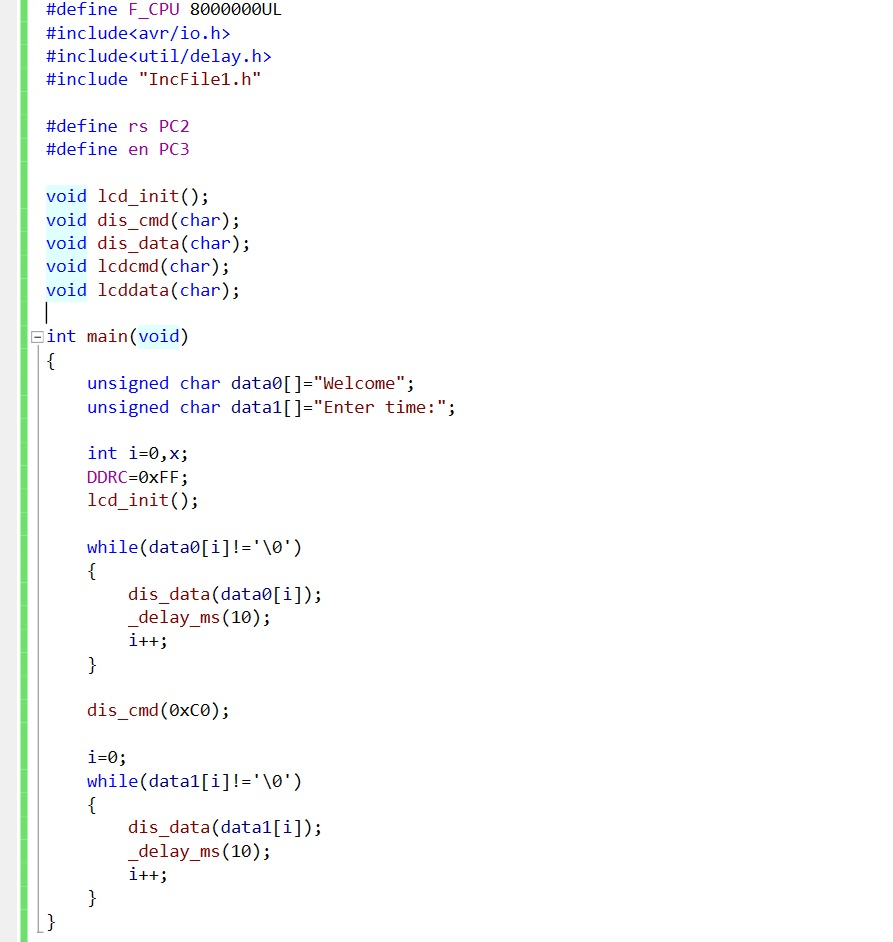 #define F_CPU 8000000UL
#include<avr/io.h>
#include<util/delay.h>
#include "IncFile1.h"

#define rs PC2
#define en PC3

void lcd_init();
void dis_cmd(char);
void dis_data(char);
void lcdcmd(char);
void lcddata(char);

int main(void)
{
    unsigned char data0[]="Welcome";
    unsigned char data1[]="Enter time:";

    int i=0,x;
    DDRC=0xFF;
    lcd_init();

    while(data0[i]!='\0')
    {
        dis_data(data0[i]);
        _delay_ms(10);
        i++;
    }

    dis_cmd(0xC0);

    i=0;
    while(data1[i]!='\0')
    {
        dis_data(data1[i]);
        _delay_ms(10);
        i++;
    }
}